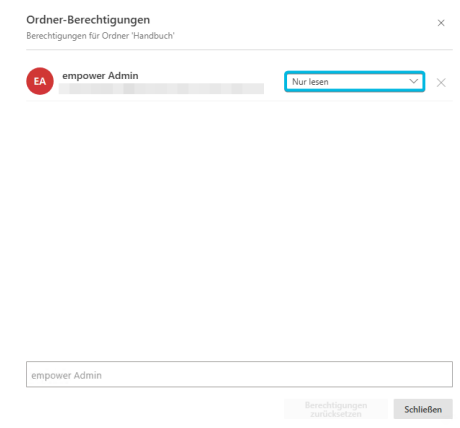 Ordner-Berechtigungen
Berechtigungen für Ordner 'Handbuch'
EA
empower Admin
Nur lesen
empower Admin
Berechtigungen
zurücksetzen
Schließen